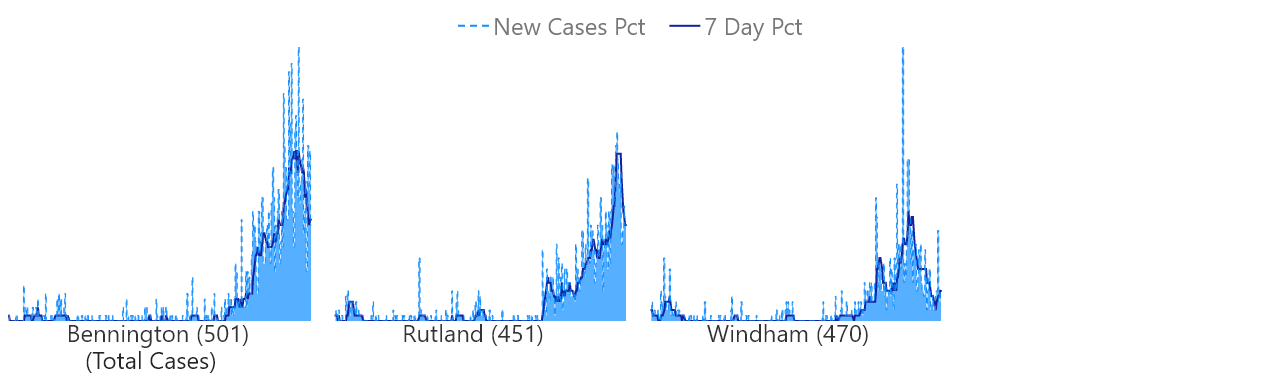 New Cases Pct 7 Day Pct
Bennington (501) Rutland (451) Windham (470)
(Total Cases)